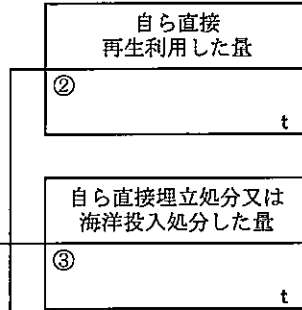 自ら直接
再生利用した量
②
t
自ら直接埋立処分又は
海洋投入処分した量
③
t